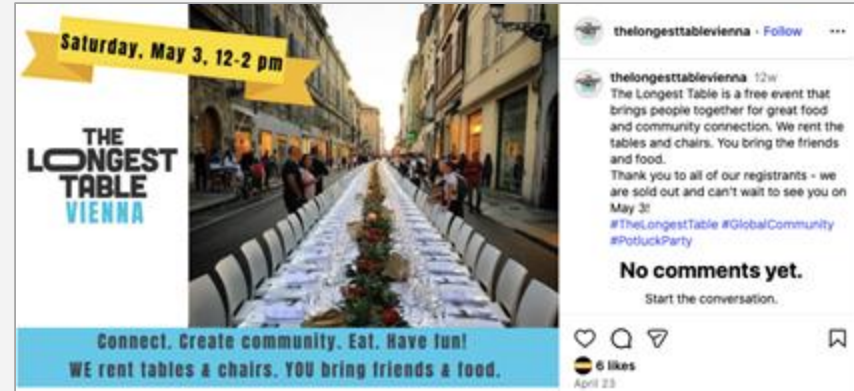 Saturday, May 3, 12-2 pm
THE
LONGEST
TABLE
VIENNA
Connect. Create community. Eat. Have fun!
WE rent tables & chairs. YOU bring friends & food.
thelongesttablevienna · Follow
thelongesttablevienna 12w
The Longest Table is a free event that
brings people together for great food
and community connection. We rent the
tables and chairs. You bring the friends
and food.
Thank you to all of our registrants - we
are sold out and can't wait to see you on
May 3!
#TheLongestTable #GlobalCommunity
#PotluckParty
No comments yet.
Start the conversation.
6 likes
April 23